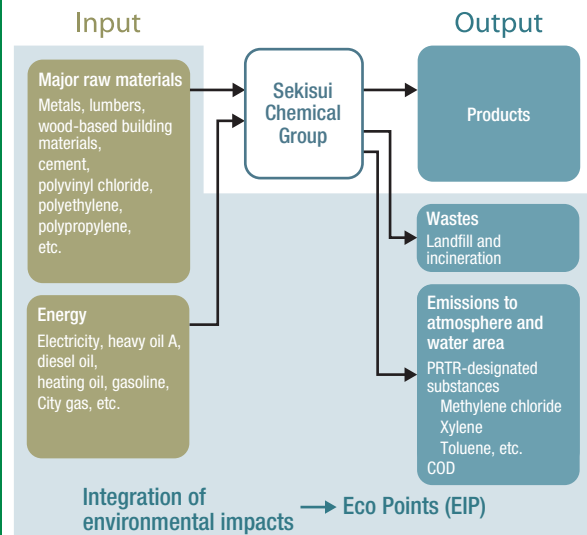 Input
Output
Major raw materials
Metals, lumbers,
wood-based building
materials,
cement,
polyvinyl chloride,
polyethylene,
polypropylene,
etc.
Energy
Electricity, heavy oil A,
diesel oil,
heating oil, gasoline,
City gas, etc.
Sekisui
Chemical
Group
Products
Wastes
Landfill and
incineration
Emissions to
atmosphere and
water area
PRTR-designated
substances
Methylene chloride
Xylene
Toluene, etc.
COD
Integration of
environmental impacts
Eco Points (EIP)